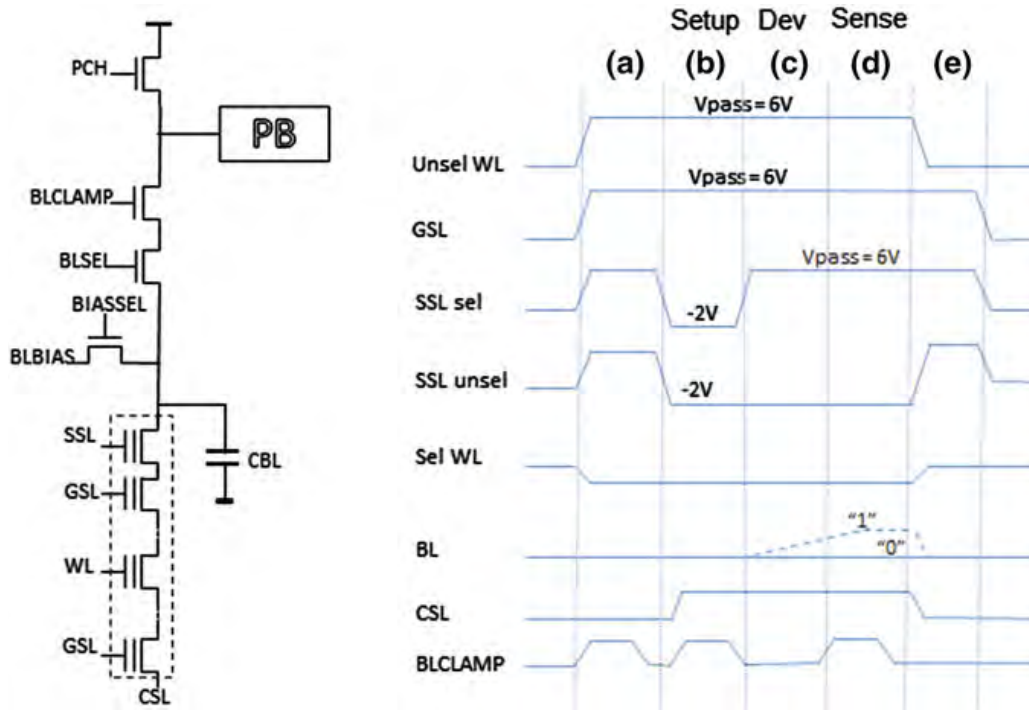 PCH
PB
BLCLAMP
BLSEL
BIASSEL
BLBIAS
SSL
CBL
GSL
WL
GSL
CSL
Setup Dev Sense
(a) (b) (c) (d) (e)
Vpass = 6V
Unsel WL
Vpass = 6V
GSL
Vpass = 6V
SSL sel
-2V
SSL unsel
-2V
Sel WL
"1"
BL
"0"
CSL
BLCLAMP